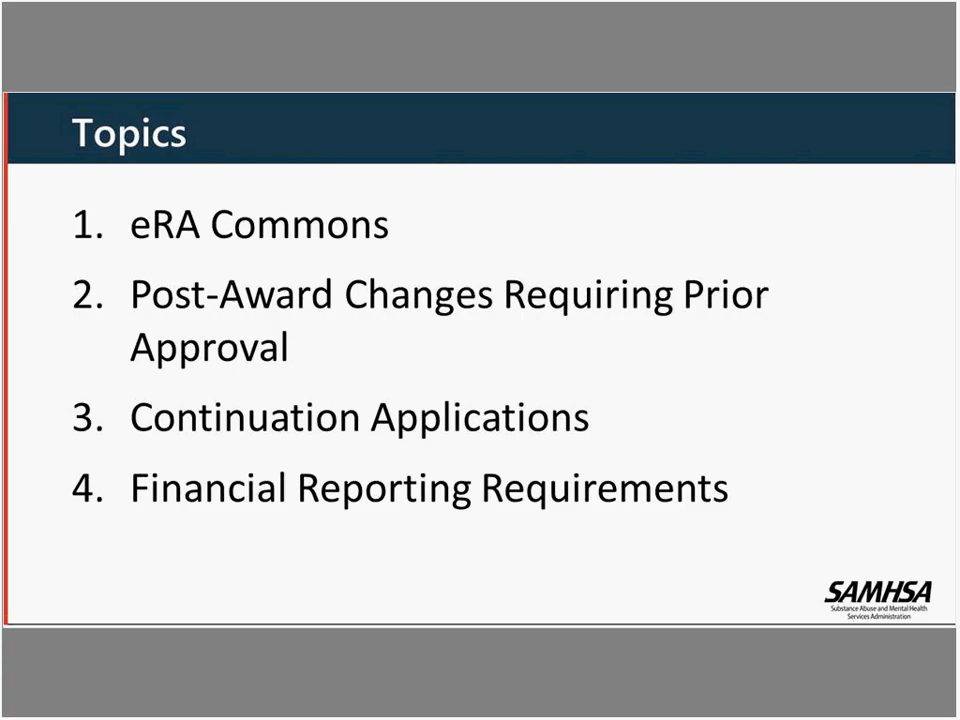 Topics
1. eRA Commons
2. Post-Award Changes Requiring Prior
Approval
3. Continuation Applications
4. Financial Reporting Requirements
SAMHSA
Substance Abuse and Mental Health
Services Administration